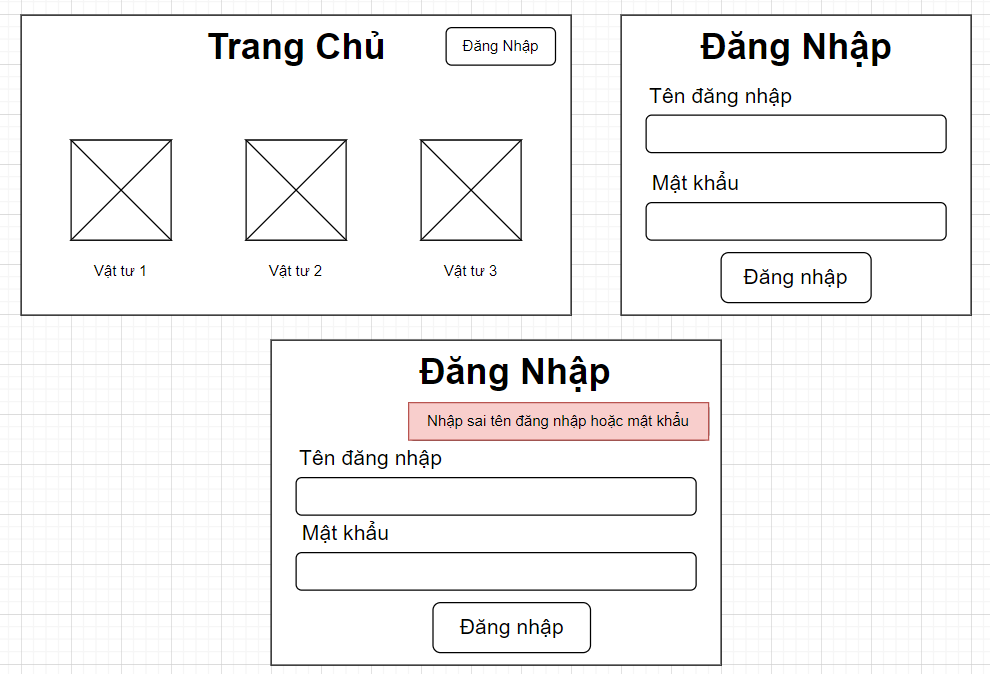 Trang Chủ
Đăng Nhập
Vật tư 1
Vật tư 2
Vật tư 3
Đăng Nhập
Tên đăng nhập
Mật khẩu
Đăng nhập
Đăng Nhập
Nhập sai tên đăng nhập hoặc mật khẩu
Tên đăng nhập
Mật khẩu
Đăng nhập